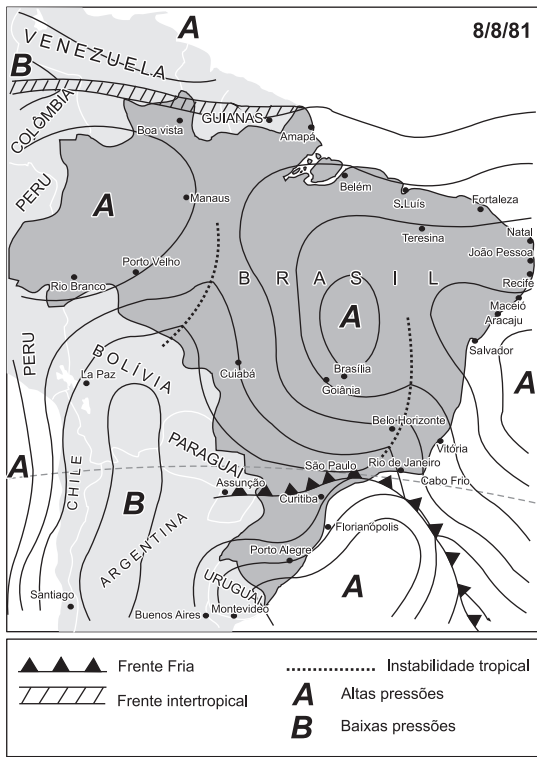 8/8/81
A
VENEZUELA
B
COLÔMBIA
GUIANAS
Boa vista
Amapá
PERU
A
Manaus
Belém
S.Luís
Fortaleza
Teresina
Natal
João Pessoa
Recife
Maceió
Aracaju
Salvador
BRASIL
A
Porto Velho
Rio Branco
PERU
BOLÍVIA
La Paz
Cuiabá
Brasília
Goiânia
A
Belo Horizonte
Vitória
A
CHILE
PARAGUAI
Assunção
São Paulo
Rio de Janeiro
Cabo Frio
Curitiba
B
ARGENTINA
Florianópolis
Porto Alegre
A
URUGUAI
Santiago
Buenos Aires
Montevideo
Frente Fria
Instabilidade tropical
Frente intertropical
A Altas pressões
B Baixas pressões